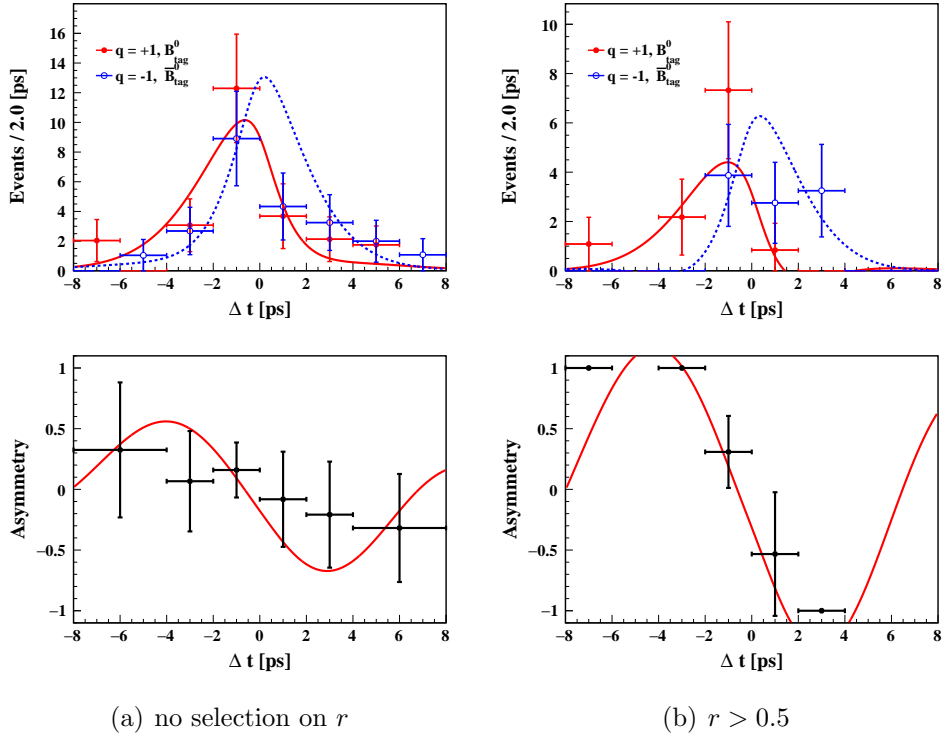 16
14
12
10
8
6
4
2
0
Events / 2.0 [ps]
q = +1, B⁰tag
q = -1, B̅⁰tag
−8 −6 −4 −2 0 2 4 6 8
Δ t [ps]
10
8
6
4
2
0
Events / 2.0 [ps]
q = +1, B⁰tag
q = -1, B̅⁰tag
−8 −6 −4 −2 0 2 4 6 8
Δ t [ps]
1
0.5
0
−0.5
−1
Asymmetry
−8 −6 −4 −2 0 2 4 6 8
Δ t [ps]
1
0.5
0
−0.5
−1
Asymmetry
−8 −6 −4 −2 0 2 4 6 8
Δ t [ps]
(a) no selection on r
(b) r > 0.5